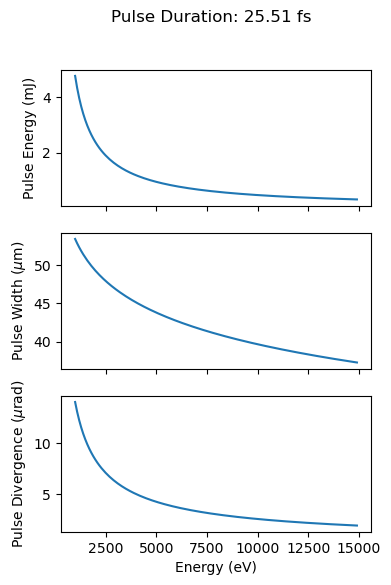 Pulse Duration: 25.51 fs
Pulse Energy (mJ)
4
2
Pulse Width (μm)
50
45
40
Pulse Divergence (μrad)
10
5
2500 5000 7500 10000 12500 15000
Energy (eV)